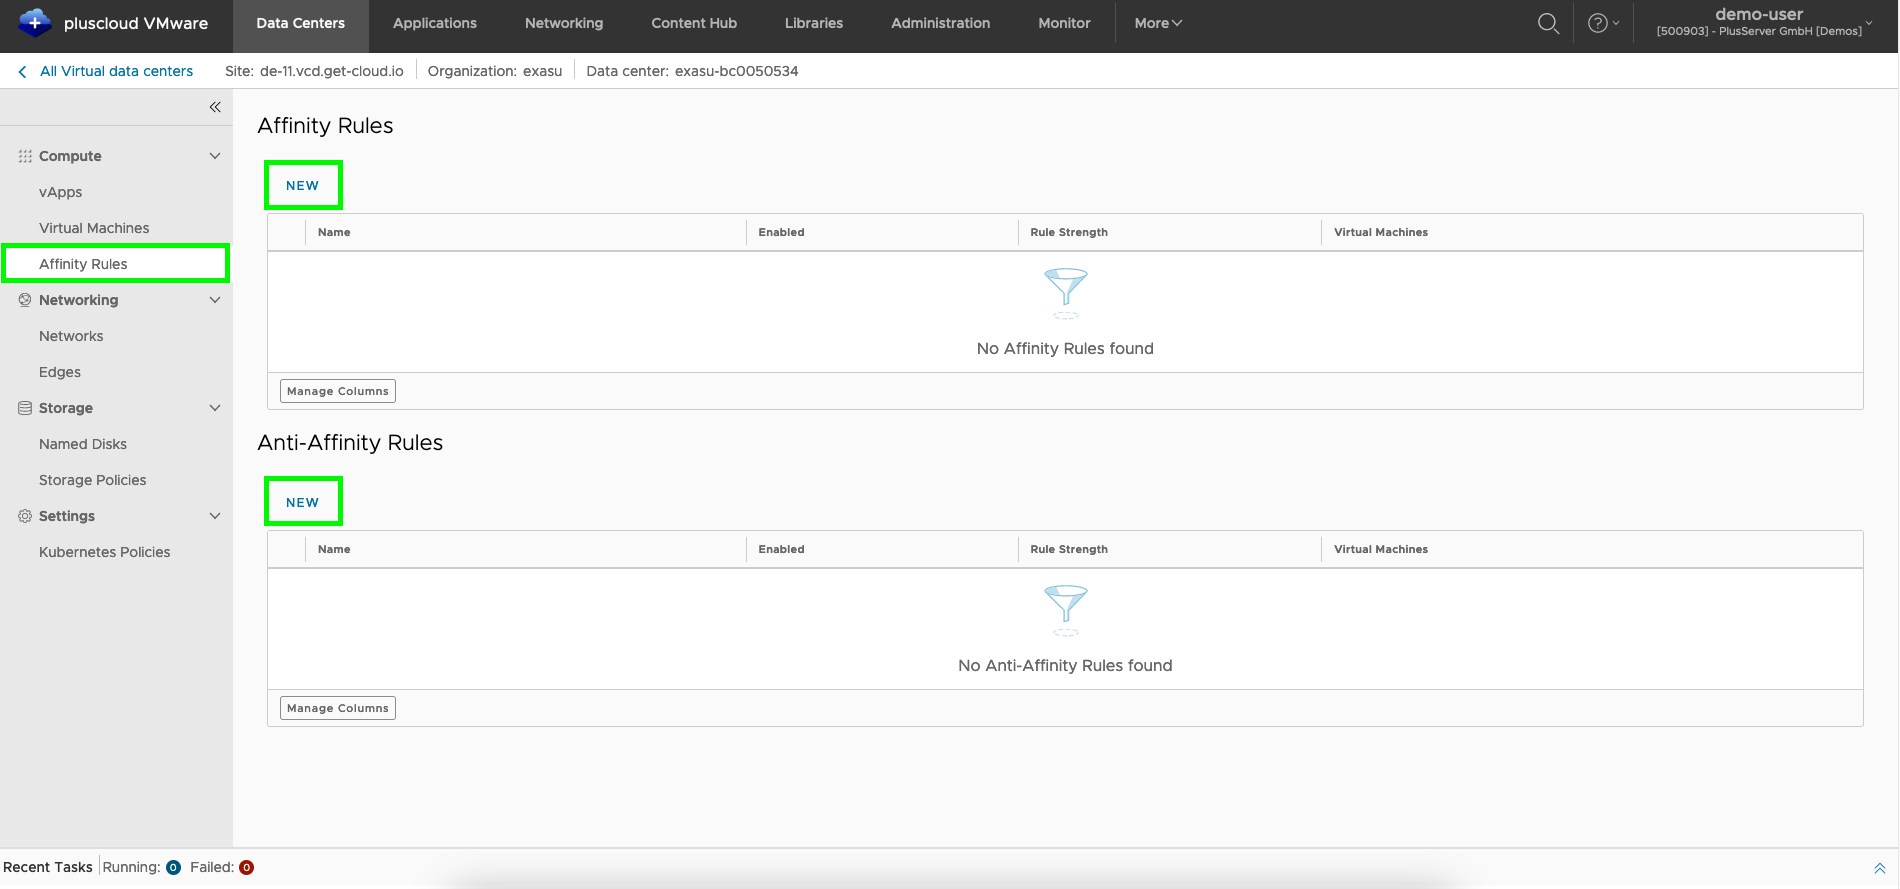 pluscloud VMware
Data Centers
Applications
Networking
Content Hub
Libraries
Administration
Monitor
More
demo-user
[500903] - PlusServer GmbH [Demos]
All Virtual data centers
Site: de-11.vcd.get-cloud.io
Organization: exasu
Data center: exasu-bc0050534
Compute
vApps
Virtual Machines
Affinity Rules
Networking
Networks
Edges
Storage
Named Disks
Storage Policies
Settings
Kubernetes Policies
Affinity Rules
NEW
Name Enabled Rule Strength Virtual Machines
No Affinity Rules found
Manage Columns
Anti-Affinity Rules
NEW
Name Enabled Rule Strength Virtual Machines
No Anti-Affinity Rules found
Manage Columns
Recent Tasks Running: 0 Failed: 0